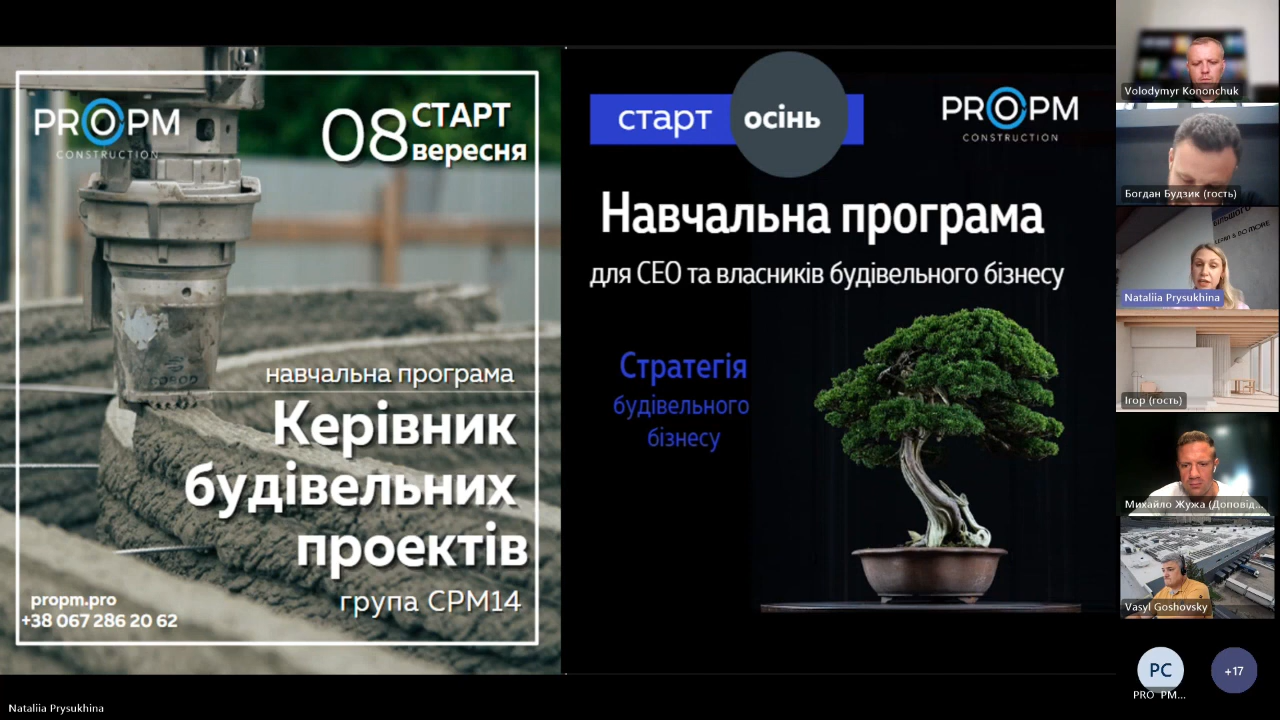 PROPM
CONSTRUCTION
08 СТАРТ
вересня
навчальна програма
Керівник
будівельних
проектів
група СРМ14
propm.pro
+38 067 286 20 62
старт осінь
PROPM
CONSTRUCTION
Навчальна програма
для СЕО та власників будівельного бізнесу
Стратегія
будівельного
бізнесу
Volodymyr Kononchuk
Богдан Будзик (гость)
Nataliia Prysukhina
Ігор (гость)
Михайло Жужа (Доповід...
Vasyl Goshovsky
PC
+17
PRO PM...
Nataliia Prysukhina